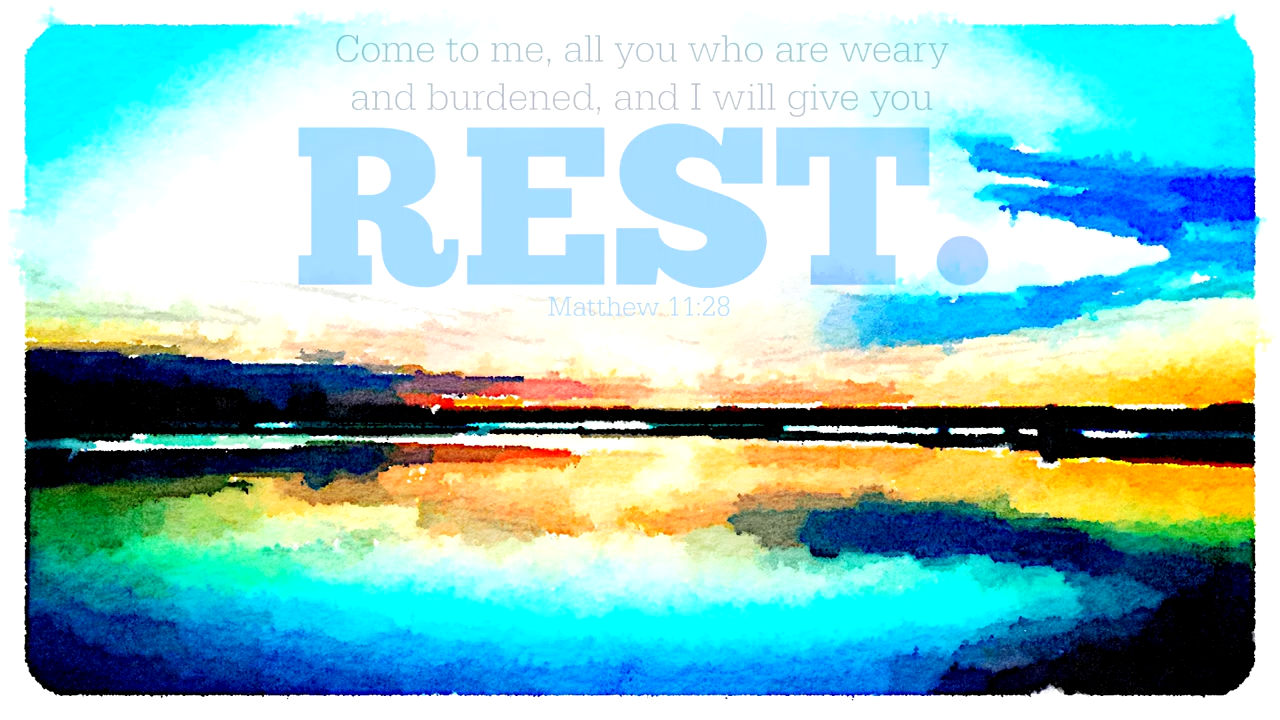 Come to me, all you who are weary
and burdened, and I will give you
REST.
Matthew 11:28